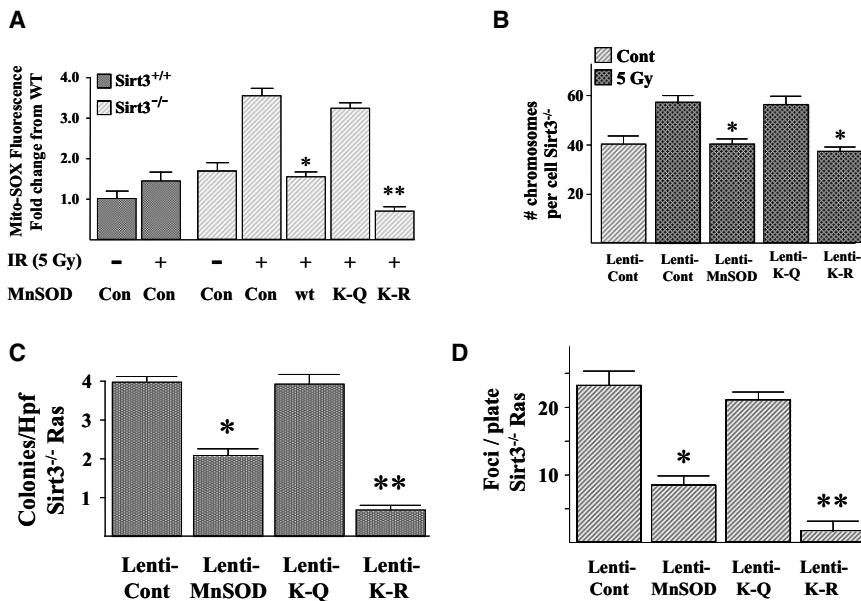 A
Mito-SOX Fluorescence
Fold change from WT
4.0
3.0
2.0
1.0
Sirt3+/+
Sirt3-/-
*
**
IR (5 Gy) - + - + + + +
MnSOD Con Con Con Con wt K-Q K-R
B
Cont
5 Gy
# chromosomes
per cell Sirt3-/-
60
40
20
*
*
Lenti- Lenti- Lenti- Lenti- Lenti-
Cont Cont MnSOD K-Q K-R
C
Colonies/Hpf
Sirt3-/- Ras
4
3
2
1
*
**
Lenti- Lenti- Lenti- Lenti-
Cont MnSOD K-Q K-R
D
Foci / plate
Sirt3-/- Ras
20
10
*
**
Lenti- Lenti- Lenti- Lenti-
Cont MnSOD K-Q K-R